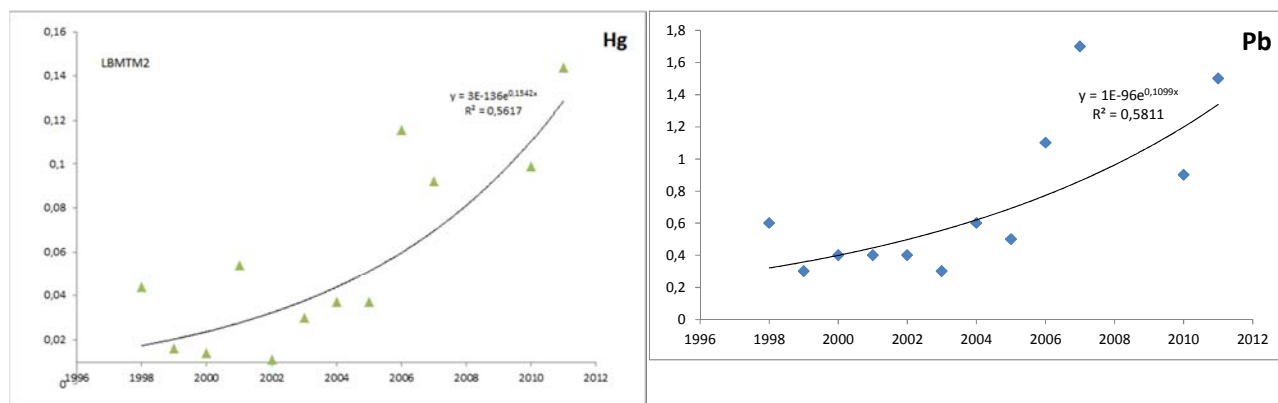 Hg
LBMTM2
y = 3E-136e^0,1542x
R² = 0,5617
0,16
0,14
0,12
0,1
0,08
0,06
0,04
0,02
0
1996 1998 2000 2002 2004 2006 2008 2010 2012
Pb
y = 1E-96e^0,1099x
R² = 0,5811
1,8
1,6
1,4
1,2
1
0,8
0,6
0,4
0,2
0
1996 1998 2000 2002 2004 2006 2008 2010 2012